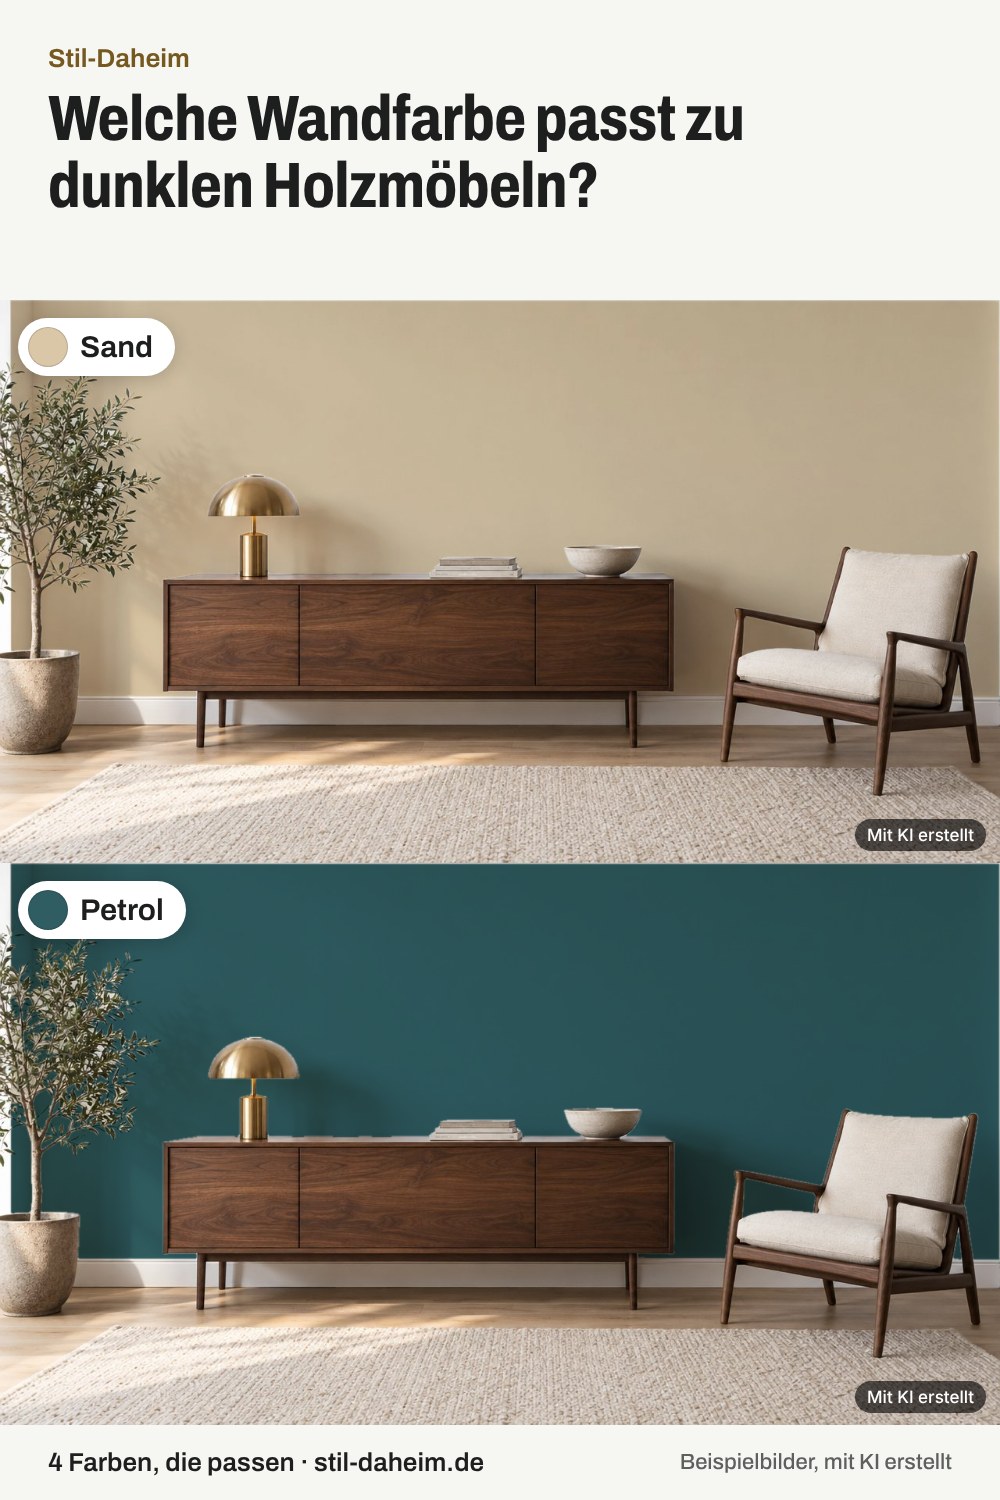 Stil-Daheim
Welche Wandfarbe passt zu
dunklen Holzmöbeln?
Sand
Mit KI erstellt
Petrol
Mit KI erstellt
4 Farben, die passen · stil-daheim.de
Beispielbilder, mit KI erstellt